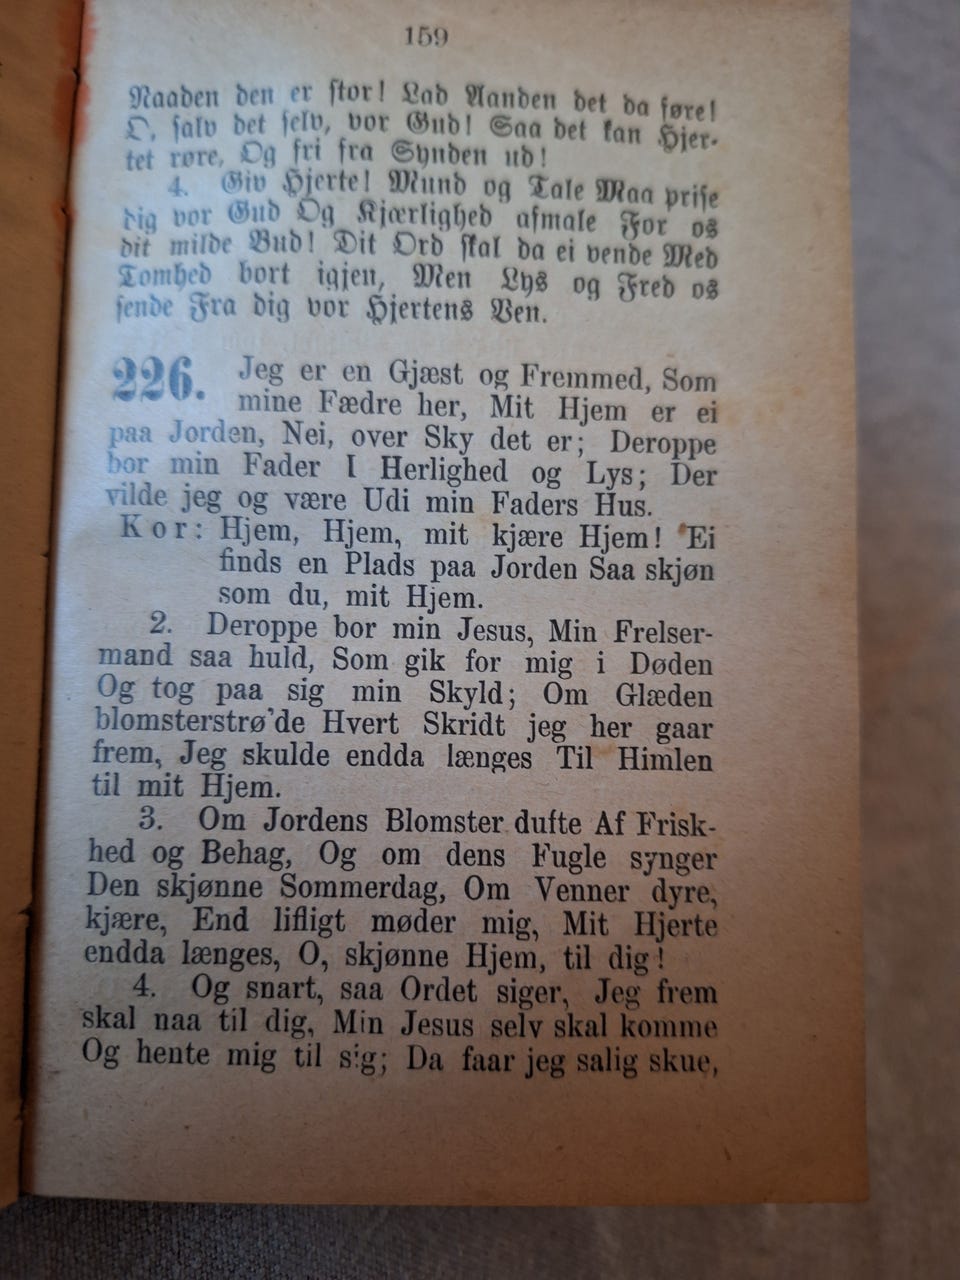 159
Naaden den er stor! Lad Aanden det da føre!
O, salv det selv, vor Gud! Saa det kan Hjer-
tet røre, Og fri fra Synden ud!
4. Giv Hjerte! Mund og Tale Maa prise
dig vor Gud Og Kjærlighed afmale For os
dit milde Bud! Dit Ord skal da ei vende Med
Tomhed bort igjen, Men Lys og Fred os
sende Fra dig vor Hjertens Ven.
226. Jeg er en Gjæst og Fremmed, Som
mine Fædre her, Mit Hjem er ei
paa Jorden, Nei, over Sky det er; Deroppe
bor min Fader I Herlighed og Lys; Der
vilde jeg og være Udi min Faders Hus.
Kor: Hjem, Hjem, mit kjære Hjem! Ei
finds en Plads paa Jorden Saa skjøn
som du, mit Hjem.
2. Deroppe bor min Jesus, Min Frelser-
mand saa huld, Som gik for mig i Døden
Og tog paa sig min Skyld; Om Glæden
blomsterstrø'de Hvert Skridt jeg her gaar
frem, Jeg skulde endda længes Til Himlen
til mit Hjem.
3. Om Jordens Blomster dufte Af Frisk-
hed og Behag, Og om dens Fugle synger
Den skjønne Sommerdag, Om Venner dyre,
kjære, End lifligt møder mig, Mit Hjerte
endda længes, O, skjønne Hjem, til dig!
4. Og snart, saa Ordet siger, Jeg frem
skal naa til dig, Min Jesus selv skal komme
Og hente mig til sig; Da faar jeg salig skue,